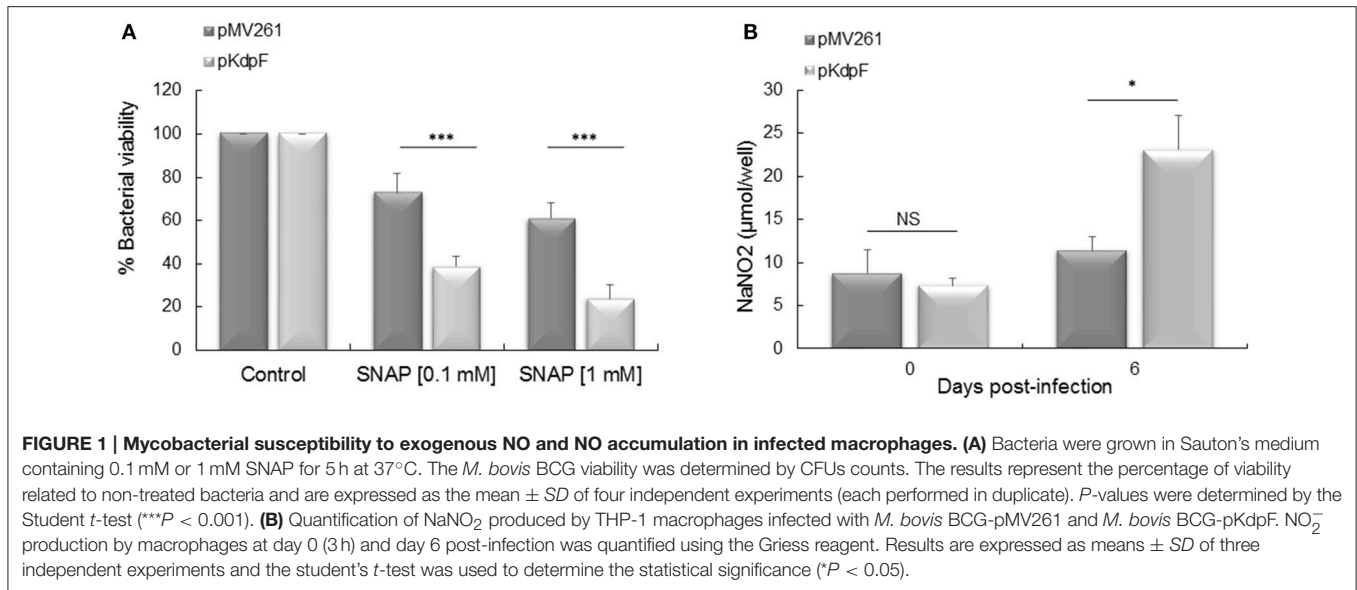 A
pMV261
pKdpF
120
100
80
60
40
20
0
% Bacterial viability
***
***
Control
SNAP [0.1 mM]
SNAP [1 mM]
B
pMV261
pKdpF
30
25
20
15
10
5
0
NaNO2 (µmol/well)
NS
*
0
6
Days post-infection
FIGURE 1 | Mycobacterial susceptibility to exogenous NO and NO accumulation in infected macrophages. (A) Bacteria were grown in Sauton's medium
containing 0.1 mM or 1 mM SNAP for 5 h at 37°C. The M. bovis BCG viability was determined by CFUs counts. The results represent the percentage of viability
related to non-treated bacteria and are expressed as the mean ± SD of four independent experiments (each performed in duplicate). P-values were determined by the
Student t-test (***P < 0.001). (B) Quantification of NaNO₂ produced by THP-1 macrophages infected with M. bovis BCG-pMV261 and M. bovis BCG-pKdpF. NO₂⁻
production by macrophages at day 0 (3 h) and day 6 post-infection was quantified using the Griess reagent. Results are expressed as means ± SD of three
independent experiments and the student's t-test was used to determine the statistical significance (*P < 0.05).